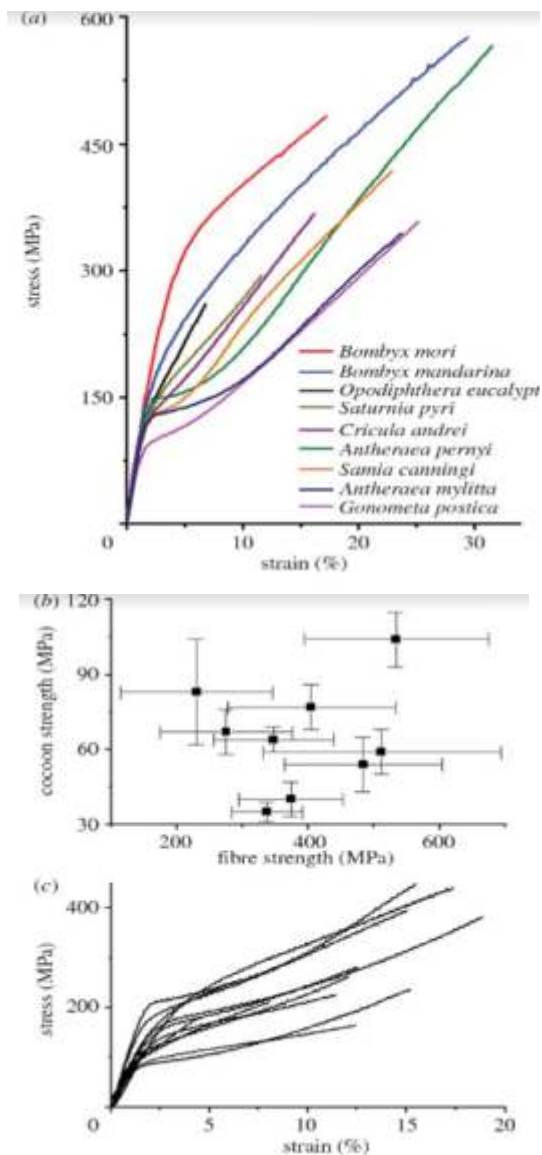 (a)
600
450
300
150
0
10
20
30
stress (MPa)
strain (%)
Bombyx mori
Bombyx mandarina
Opodiphthera eucalypt
Saturnia pyri
Cricula andrei
Antheraea pernyi
Samia canningi
Antheraea mylitta
Gonometa postica
(b)
120
90
60
30
cocoon strength (MPa)
200
400
600
fibre strength (MPa)
(c)
400
200
0
stress (MPa)
5
10
15
20
strain (%)